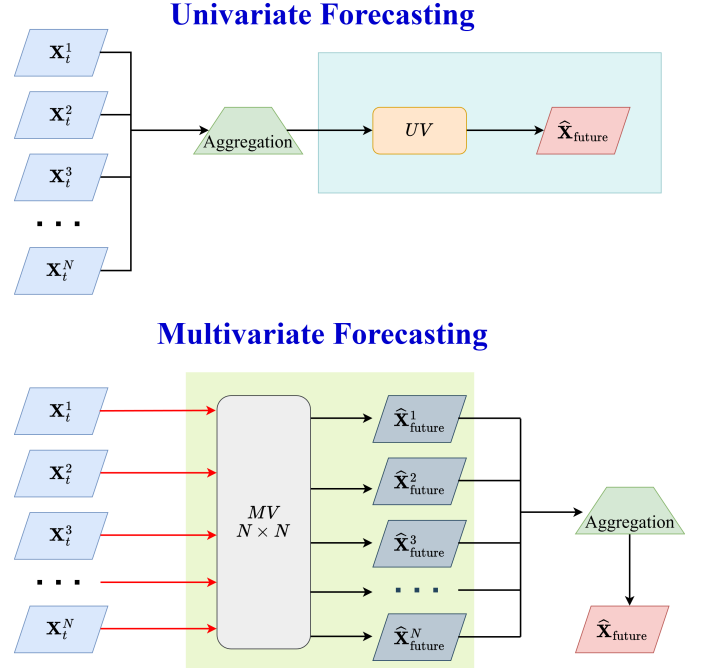 Univariate Forecasting
X_t^1
X_t^2
X_t^3
. . .
X_t^N
Aggregation
UV
X̂_future
Multivariate Forecasting
X_t^1
X_t^2
X_t^3
. . .
X_t^N
MV
N × N
X̂_future^1
X̂_future^2
X̂_future^3
. . .
X̂_future^N
Aggregation
X̂_future